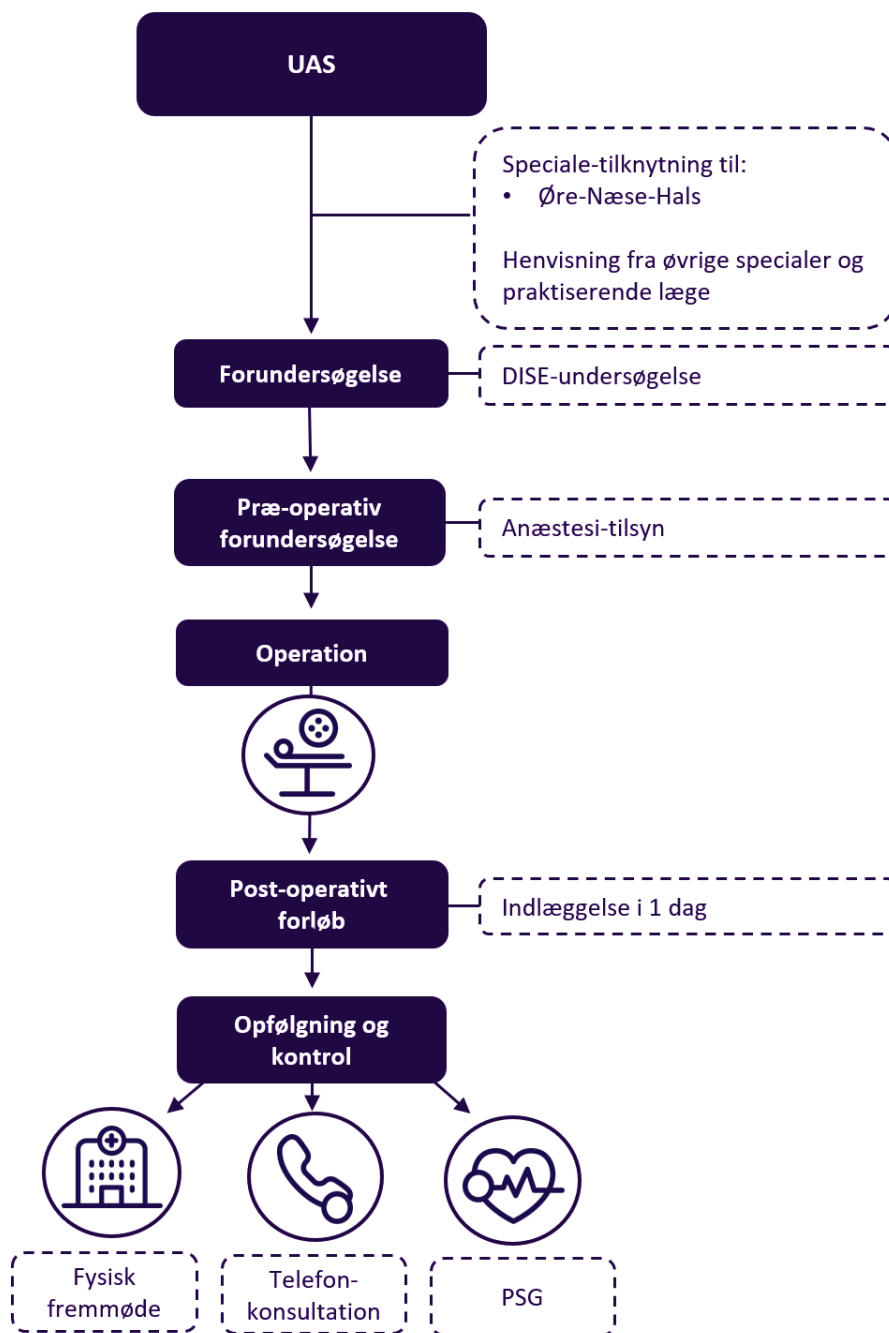 UAS
Speciale-tilknytning til:
• Øre-Næse-Hals
Henvisning fra øvrige specialer og
praktiserende læge
Forundersøgelse
DISE-undersøgelse
Præ-operativ
forundersøgelse
Anæstesi-tilsyn
Operation
Post-operativt
forløb
Indlæggelse i 1 dag
Opfølgning og
kontrol
Fysisk
fremmøde
Telefon-
konsultation
PSG